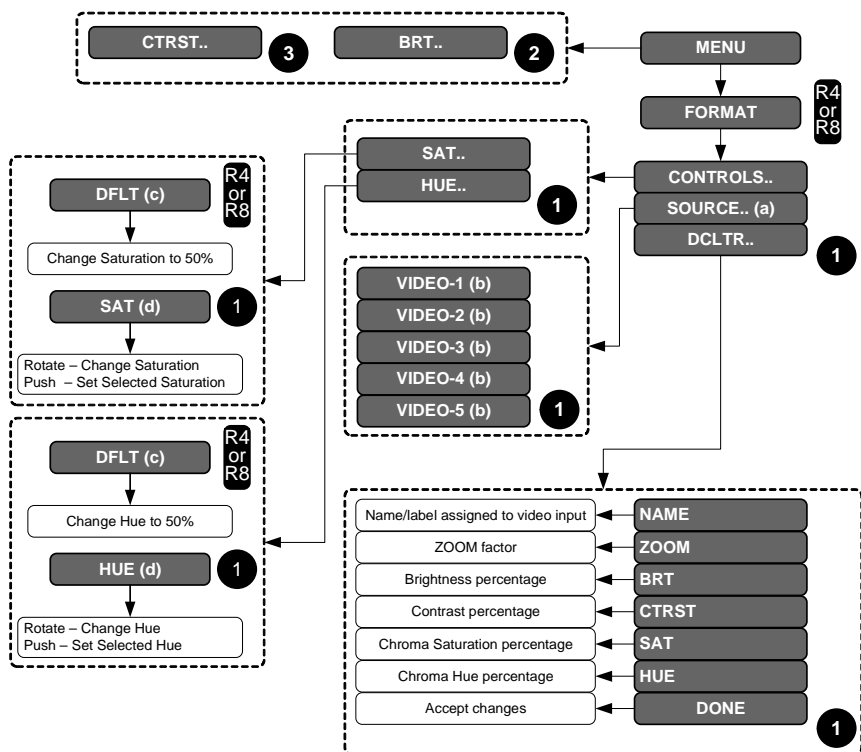 CTRST..
3
BRT..
2
MENU
FORMAT
R4
or
R8
SAT..
HUE..
1
CONTROLS..
SOURCE.. (a)
DCLTR..
1
DFLT (c)
R4
or
R8
Change Saturation to 50%
SAT (d)
1
Rotate – Change Saturation
Push – Set Selected Saturation
VIDEO-1 (b)
VIDEO-2 (b)
VIDEO-3 (b)
VIDEO-4 (b)
VIDEO-5 (b)
1
DFLT (c)
R4
or
R8
Change Hue to 50%
HUE (d)
1
Rotate – Change Hue
Push – Set Selected Hue
Name/label assigned to video input
NAME
ZOOM factor
ZOOM
Brightness percentage
BRT
Contrast percentage
CTRST
Chroma Saturation percentage
SAT
Chroma Hue percentage
HUE
Accept changes
DONE
1